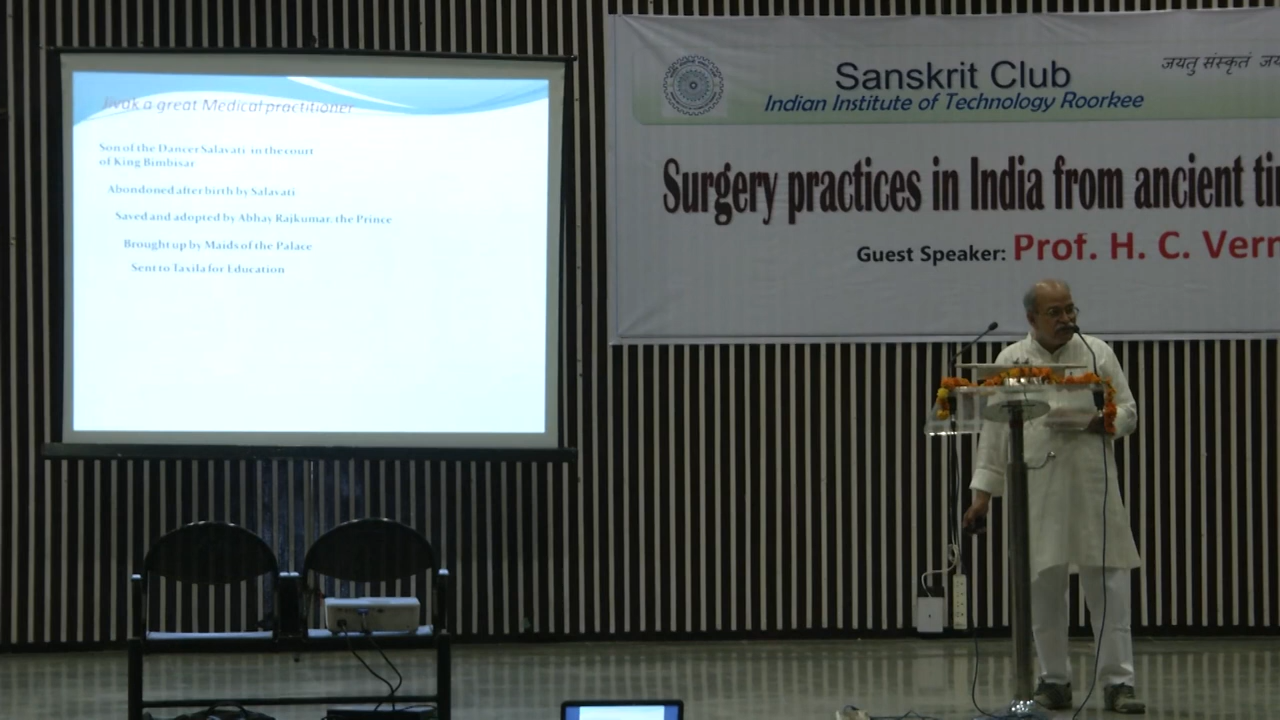 Jivak a great Medical practitioner
Son of the Dancer Salavati in the court
of King Bimbisar
Abondoned after birth by Salavati
Saved and adopted by Abhay Rajkumar, the Prince
Brought up by Maids of the Palace
Sent to Taxila for Education
Sanskrit Club
जयतु संस्कृतं जय
Indian Institute of Technology Roorkee
Surgery practices in India from ancient ti
Guest Speaker: Prof. H. C. Ver